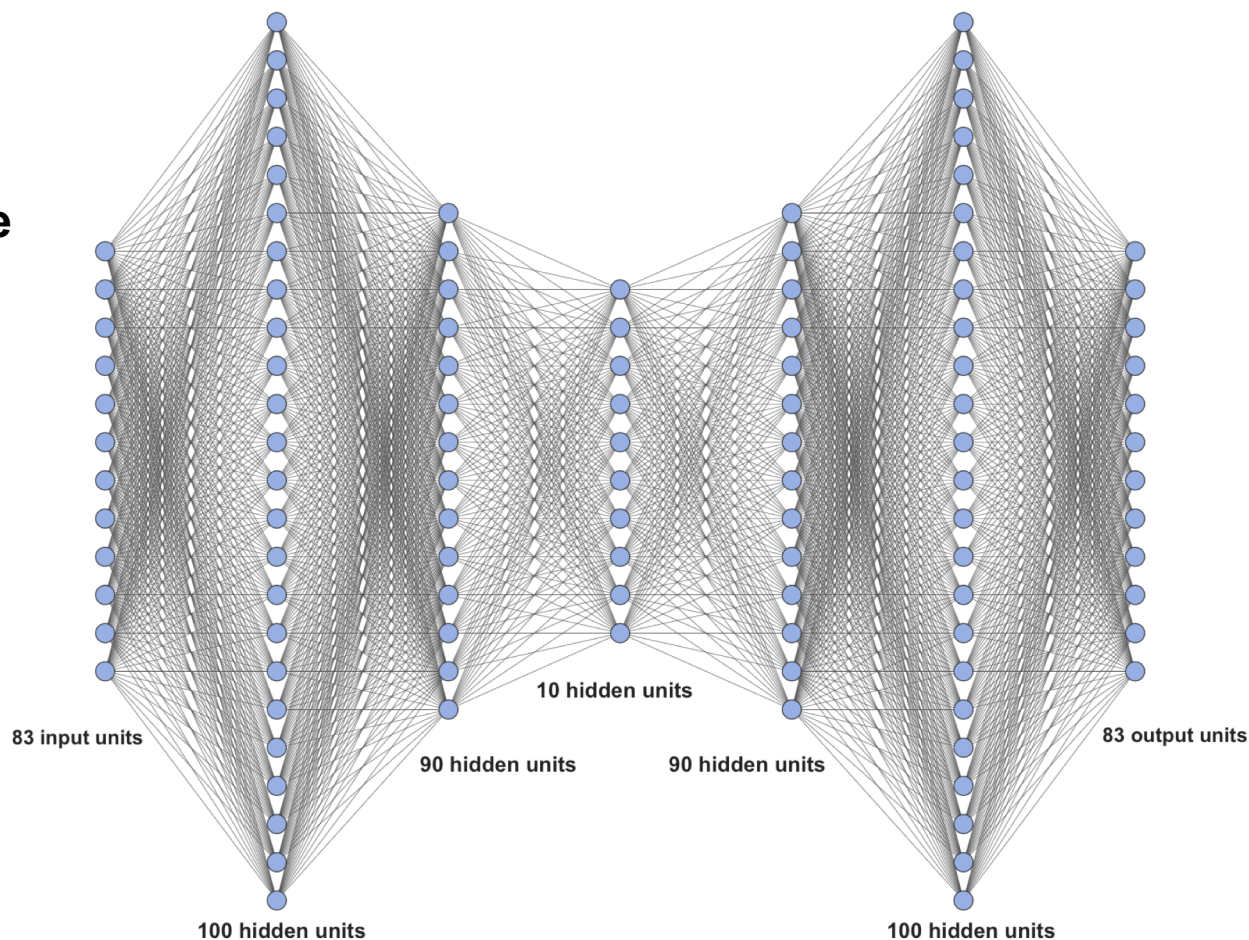 e
83 input units
100 hidden units
90 hidden units
10 hidden units
90 hidden units
100 hidden units
83 output units